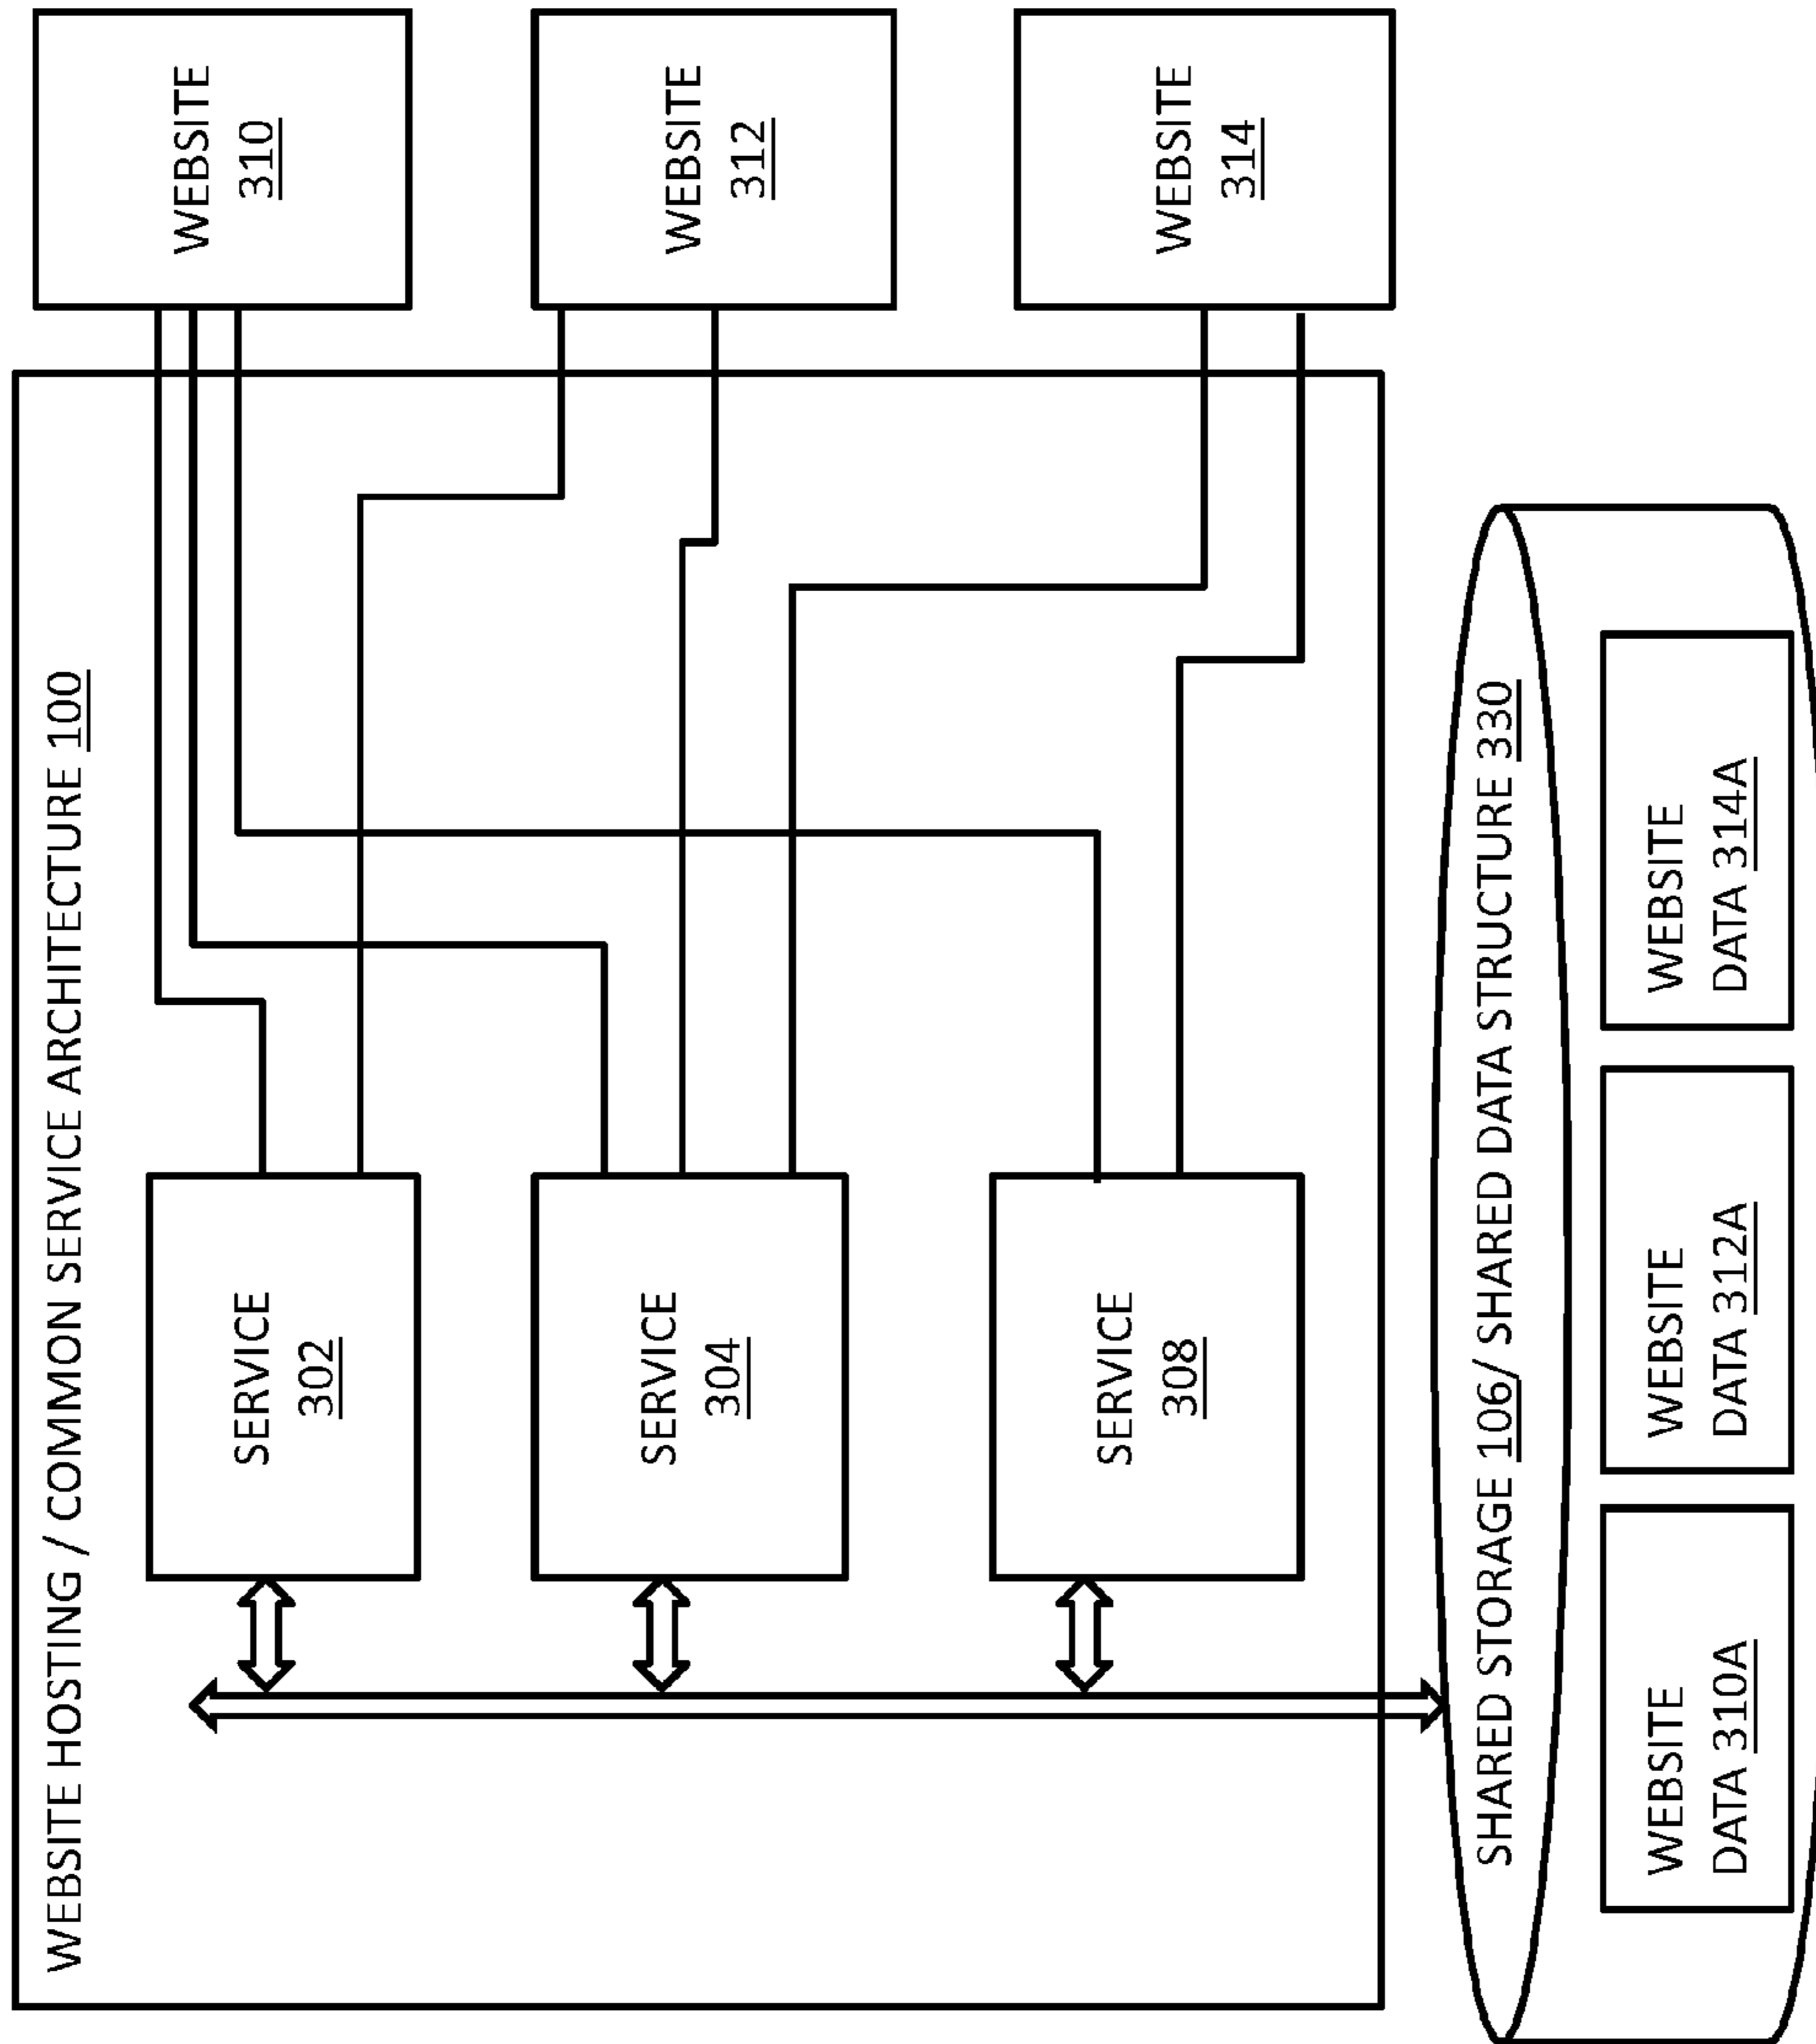 WEBSITE HOSTING / COMMON SERVICE ARCHITECTURE 100
SERVICE
302
SERVICE
304
SERVICE
308
WEBSITE
310
WEBSITE
312
WEBSITE
314
SHARED STORAGE 106/ SHARED DATA STRUCTURE 330
WEBSITE
DATA 310A
WEBSITE
DATA 312A
WEBSITE
DATA 314A